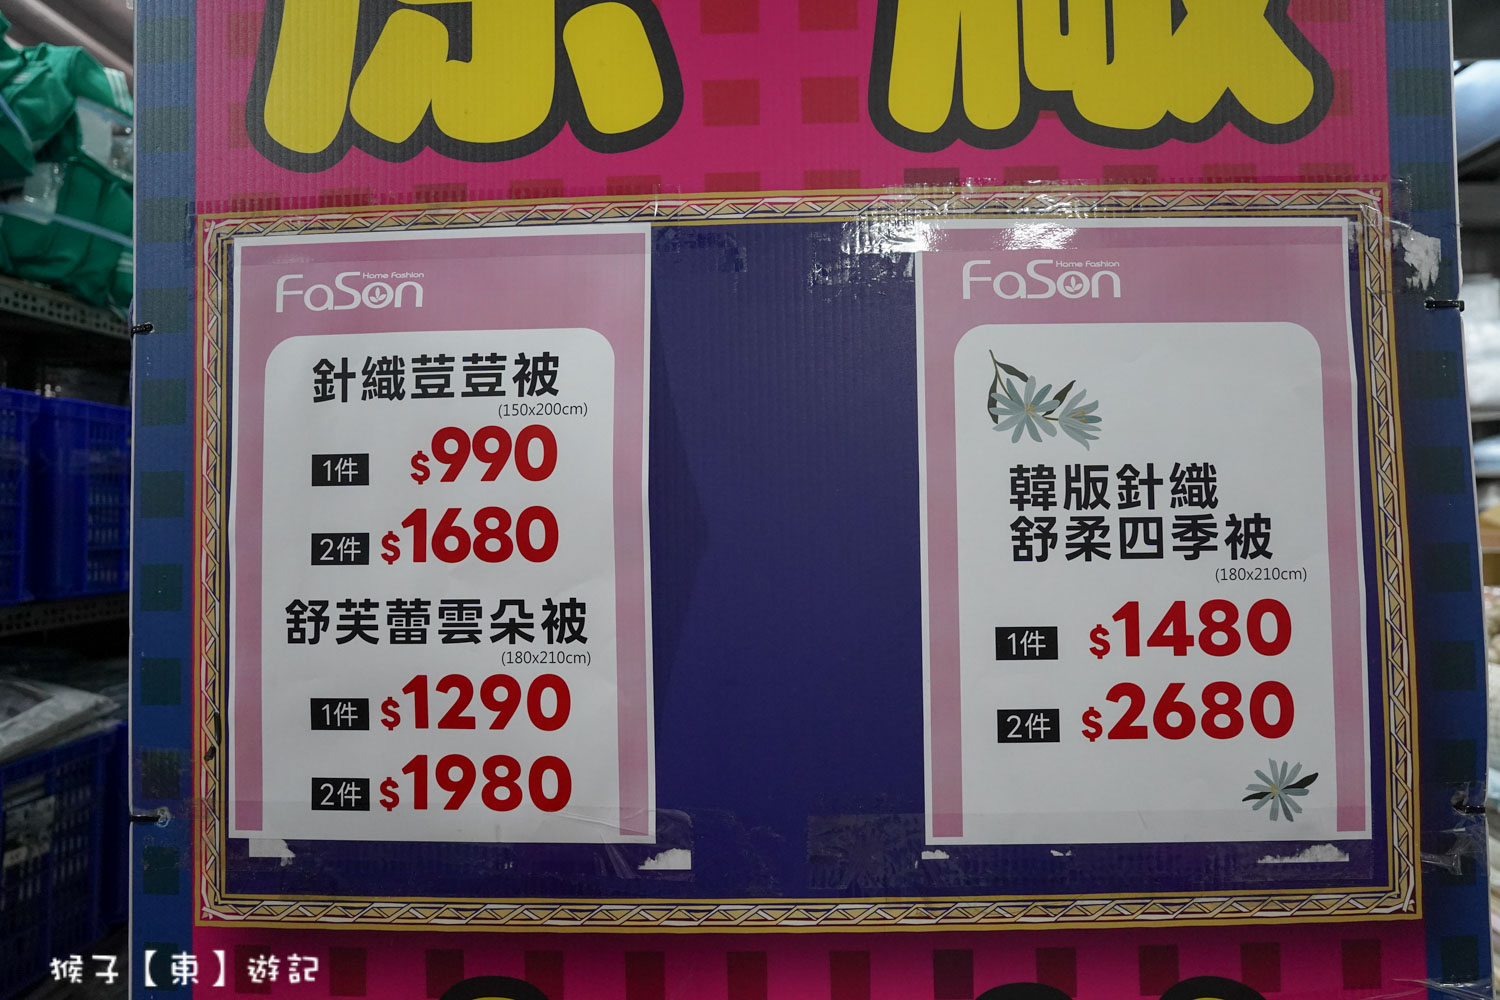 FaSon
Home Fashion
針織荳荳被
(150x200cm)
1件 $990
2件 $1680
舒芙蕾雲朵被
(180x210cm)
1件 $1290
2件 $1980
FaSon
Home Fashion
韓版針織
舒柔四季被
(180x210cm)
1件 $1480
2件 $2680
猴子【東】遊記